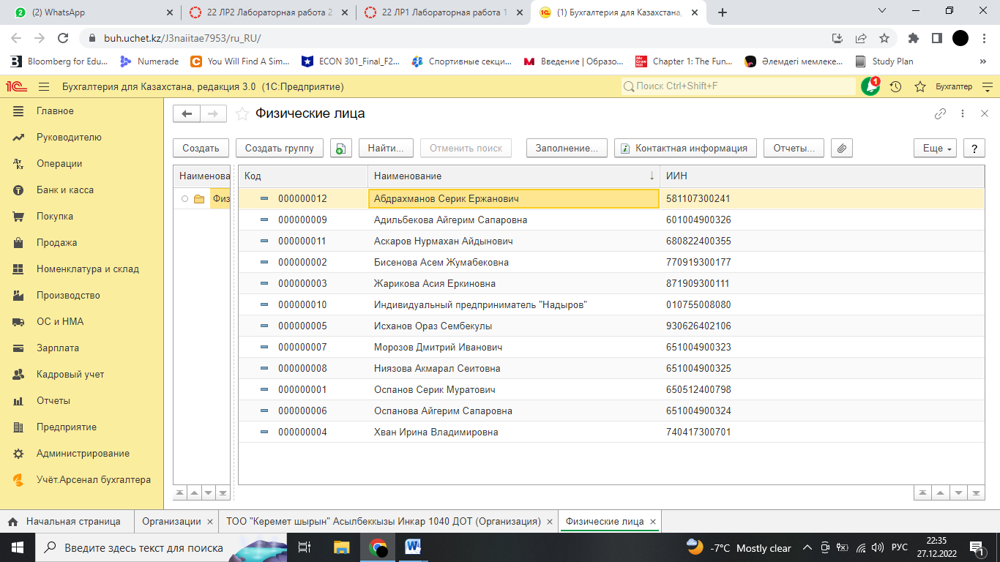 (2) WhatsApp
22 ЛР2 Лабораторная работа 2
22 ЛР1 Лабораторная работа 1
(1) Бухгалтерия для Казахстана,
buh.uchet.kz/J3naiitae7953/ru_RU/
Bloomberg for Edu...
Numerade
You Will Find A Sim...
ECON 301_Final_F2...
Спортивные секци...
Введение | Образо...
Chapter 1: The Fun...
Әлемдегі мемлеке...
Study Plan
Бухгалтерия для Казахстана, редакция 3.0 (1С:Предприятие)
Поиск Ctrl+Shift+F
1
Бухгалтер
Главное
Руководителю
Операции
Банк и касса
Покупка
Продажа
Номенклатура и склад
Производство
ОС и НМА
Зарплата
Кадровый учет
Отчеты
Предприятие
Администрирование
Учёт.Арсенал бухгалтера
Физические лица
Создать
Создать группу
Найти...
Отменить поиск
Заполнение...
Контактная информация
Отчеты...
Еще
?
Наименова
Физ
Код Наименование ИИН
000000012 Абдрахманов Серик Ержанович 581107300241
000000009 Адильбекова Айгерим Сапаровна 601004900326
000000011 Аскаров Нурмахан Айдынович 680822400355
000000002 Бисенова Асем Жумабековна 770919300177
000000003 Жарикова Асия Еркиновна 871909300111
000000010 Индивидуальный предприниматель "Надыров" 010755008080
000000005 Исханов Ораз Сембекулы 930626402106
000000007 Морозов Дмитрий Иванович 651004900323
000000008 Ниязова Акмарал Сеитовна 651004900325
000000001 Оспанов Серик Муратович 650512400798
000000006 Оспанова Айгерим Сапаровна 651004900324
000000004 Хван Ирина Владимировна 740417300701
Начальная страница
Организации
ТОО "Керемет шырын" Асылбеккызы Инкар 1040 ДОТ (Организация)
Физические лица
Введите здесь текст для поиска
-7°C Mostly clear
РУС
22:35
27.12.2022
1